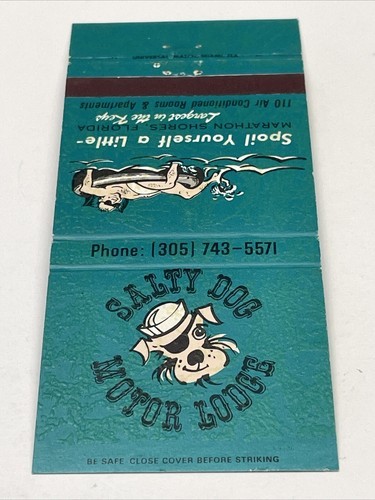 Spoil Yourself a Little-
MARATHON SHORES, FLORIDA
Largest in the Keys
110 Air Conditioned Rooms & Apartments
Phone: (305) 743-5571
SALTY DOG
MOTOR LODGE
BE SAFE. CLOSE COVER BEFORE STRIKING